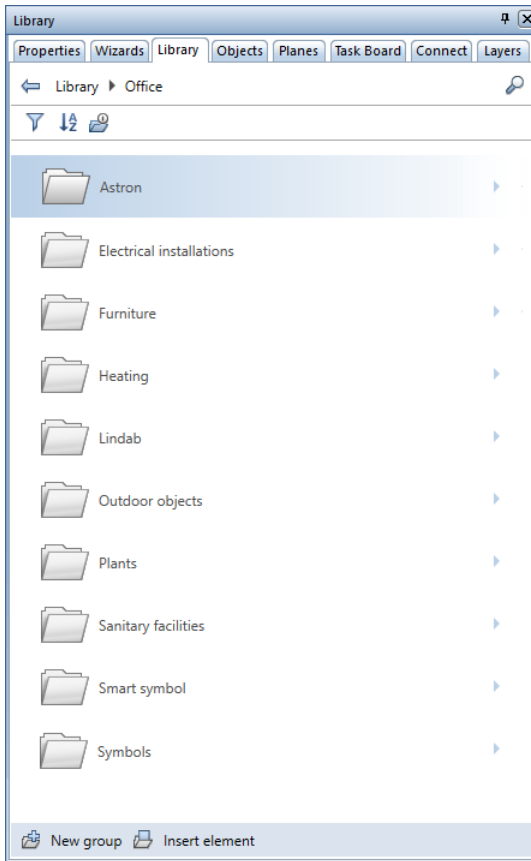 Library
Properties Wizards Library Objects Planes Task Board Connect Layers
Library Office
Astron
Electrical installations
Furniture
Heating
Lindab
Outdoor objects
Plants
Sanitary facilities
Smart symbol
Symbols
New group Insert element